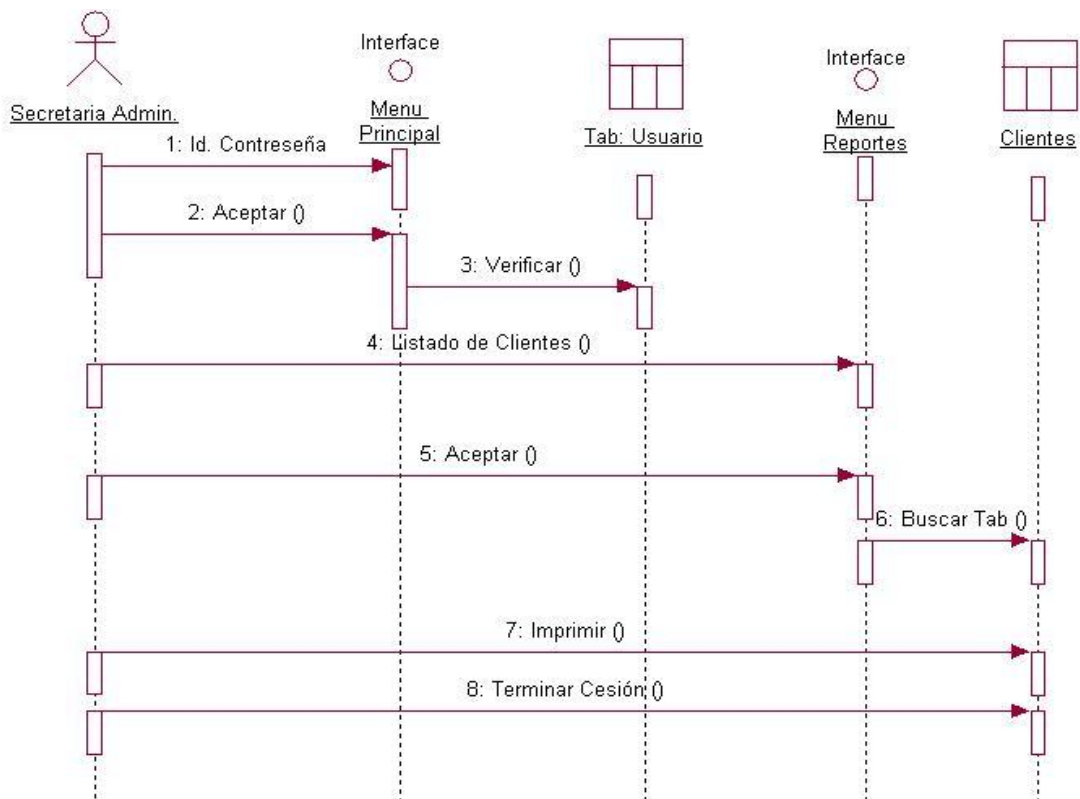 Secretaria Admin.
Interface
Menu
Principal
Tab: Usuario
Interface
Menu
Reportes
Clientes
1: Id. Contreseña
2: Aceptar ()
3: Verificar ()
4: Listado de Clientes ()
5: Aceptar ()
6: Buscar Tab ()
7: Imprimir ()
8: Terminar Cesión ()